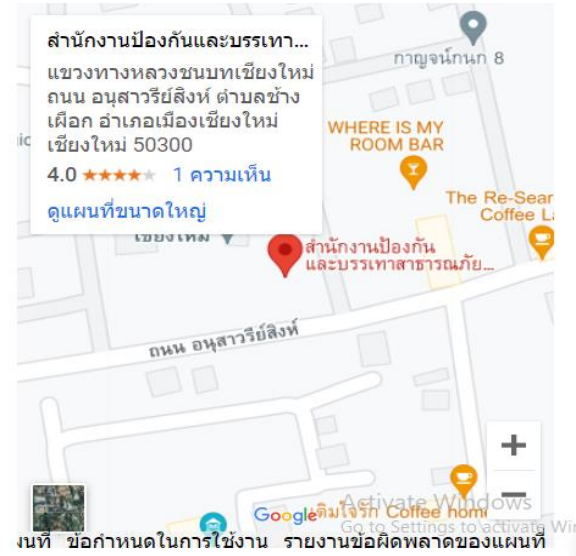 สำนักงานป้องกันและบรรเทา...
แขวงทางหลวงชนบทเชียงใหม่
ถนน อนุสาวรีย์สิงห์ ตำบลช้าง
เผือก อำเภอเมืองเชียงใหม่
เชียงใหม่ 50300
4.0
1 ความเห็น
ดูแผนที่ขนาดใหญ่
กาญจน์กนก 8
WHERE IS MY
ROOM BAR
The Re-Sear
Coffee La
เชียงใหม่
สำนักงานป้องกัน
และบรรเทาสาธารณภัย...
ถนน อนุสาวรีย์สิงห์
+
−
Google
ติมใจรัก Coffee home
Activate Windows
Go to Settings to activate Win
ข้อกำหนดในการใช้งาน
รายงานข้อผิดพลาดของแผนที่